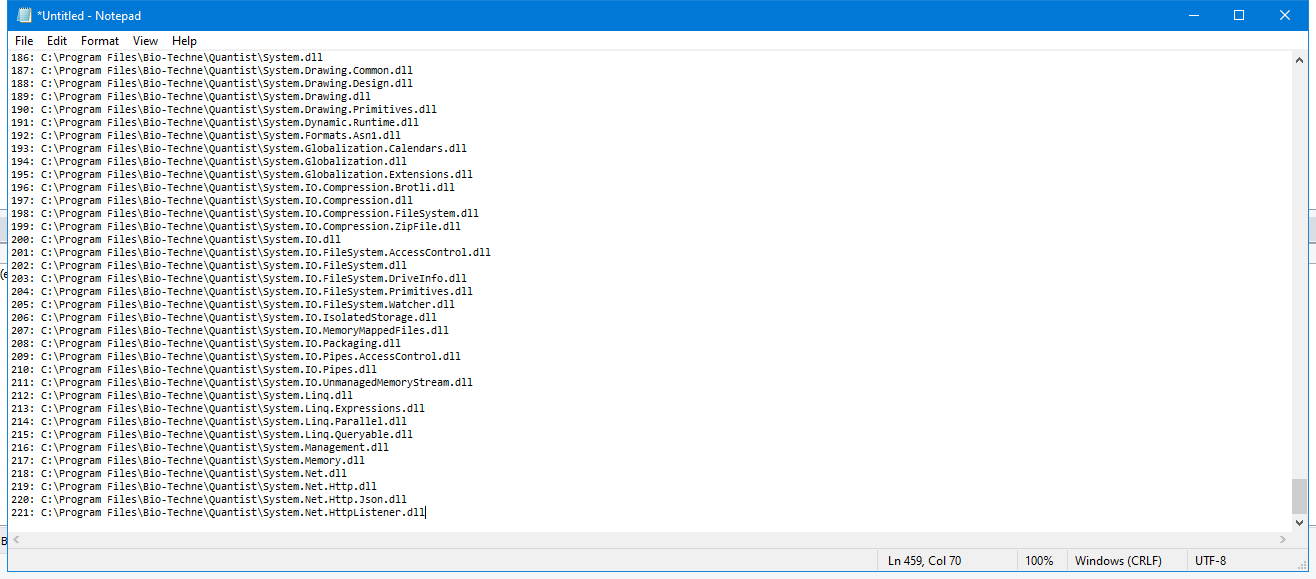 *Untitled - Notepad
File Edit Format View Help
186: C:\Program Files\Bio-Techne\Quantist\System.dll
187: C:\Program Files\Bio-Techne\Quantist\System.Drawing.Common.dll
188: C:\Program Files\Bio-Techne\Quantist\System.Drawing.Design.dll
189: C:\Program Files\Bio-Techne\Quantist\System.Drawing.dll
190: C:\Program Files\Bio-Techne\Quantist\System.Drawing.Primitives.dll
191: C:\Program Files\Bio-Techne\Quantist\System.Dynamic.Runtime.dll
192: C:\Program Files\Bio-Techne\Quantist\System.Formats.Asn1.dll
193: C:\Program Files\Bio-Techne\Quantist\System.Globalization.Calendars.dll
194: C:\Program Files\Bio-Techne\Quantist\System.Globalization.dll
195: C:\Program Files\Bio-Techne\Quantist\System.Globalization.Extensions.dll
196: C:\Program Files\Bio-Techne\Quantist\System.IO.Compression.Brotli.dll
197: C:\Program Files\Bio-Techne\Quantist\System.IO.Compression.dll
198: C:\Program Files\Bio-Techne\Quantist\System.IO.Compression.FileSystem.dll
199: C:\Program Files\Bio-Techne\Quantist\System.IO.Compression.ZipFile.dll
200: C:\Program Files\Bio-Techne\Quantist\System.IO.dll
201: C:\Program Files\Bio-Techne\Quantist\System.IO.FileSystem.AccessControl.dll
202: C:\Program Files\Bio-Techne\Quantist\System.IO.FileSystem.dll
203: C:\Program Files\Bio-Techne\Quantist\System.IO.FileSystem.DriveInfo.dll
204: C:\Program Files\Bio-Techne\Quantist\System.IO.FileSystem.Primitives.dll
205: C:\Program Files\Bio-Techne\Quantist\System.IO.FileSystem.Watcher.dll
206: C:\Program Files\Bio-Techne\Quantist\System.IO.IsolatedStorage.dll
207: C:\Program Files\Bio-Techne\Quantist\System.IO.MemoryMappedFiles.dll
208: C:\Program Files\Bio-Techne\Quantist\System.IO.Packaging.dll
209: C:\Program Files\Bio-Techne\Quantist\System.IO.Pipes.AccessControl.dll
210: C:\Program Files\Bio-Techne\Quantist\System.IO.Pipes.dll
211: C:\Program Files\Bio-Techne\Quantist\System.IO.UnmanagedMemoryStream.dll
212: C:\Program Files\Bio-Techne\Quantist\System.Linq.dll
213: C:\Program Files\Bio-Techne\Quantist\System.Linq.Expressions.dll
214: C:\Program Files\Bio-Techne\Quantist\System.Linq.Parallel.dll
215: C:\Program Files\Bio-Techne\Quantist\System.Linq.Queryable.dll
216: C:\Program Files\Bio-Techne\Quantist\System.Management.dll
217: C:\Program Files\Bio-Techne\Quantist\System.Memory.dll
218: C:\Program Files\Bio-Techne\Quantist\System.Net.dll
219: C:\Program Files\Bio-Techne\Quantist\System.Net.Http.dll
220: C:\Program Files\Bio-Techne\Quantist\System.Net.Http.Json.dll
221: C:\Program Files\Bio-Techne\Quantist\System.Net.HttpListener.dll
Ln 459, Col 70 100% Windows (CRLF) UTF-8